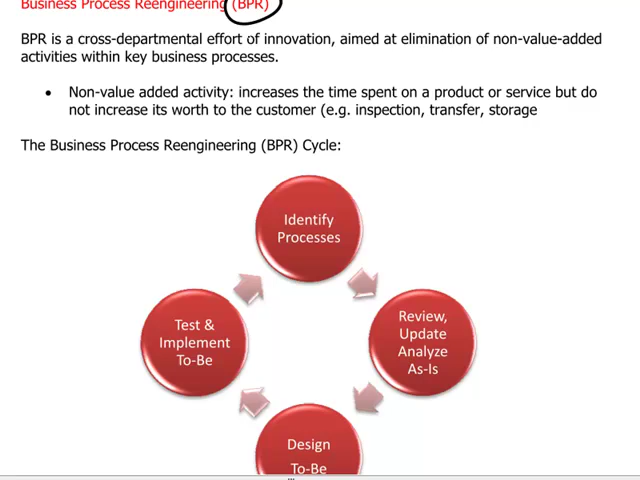 Business Process Reengineering (BPR)
BPR is a cross-departmental effort of innovation, aimed at elimination of non-value-added
activities within key business processes.
• Non-value added activity: increases the time spent on a product or service but do
not increase its worth to the customer (e.g. inspection, transfer, storage
The Business Process Reengineering (BPR) Cycle:
Identify
Processes
Review,
Update
Analyze
As-Is
Design
To-Be
Test &
Implement
To-Be